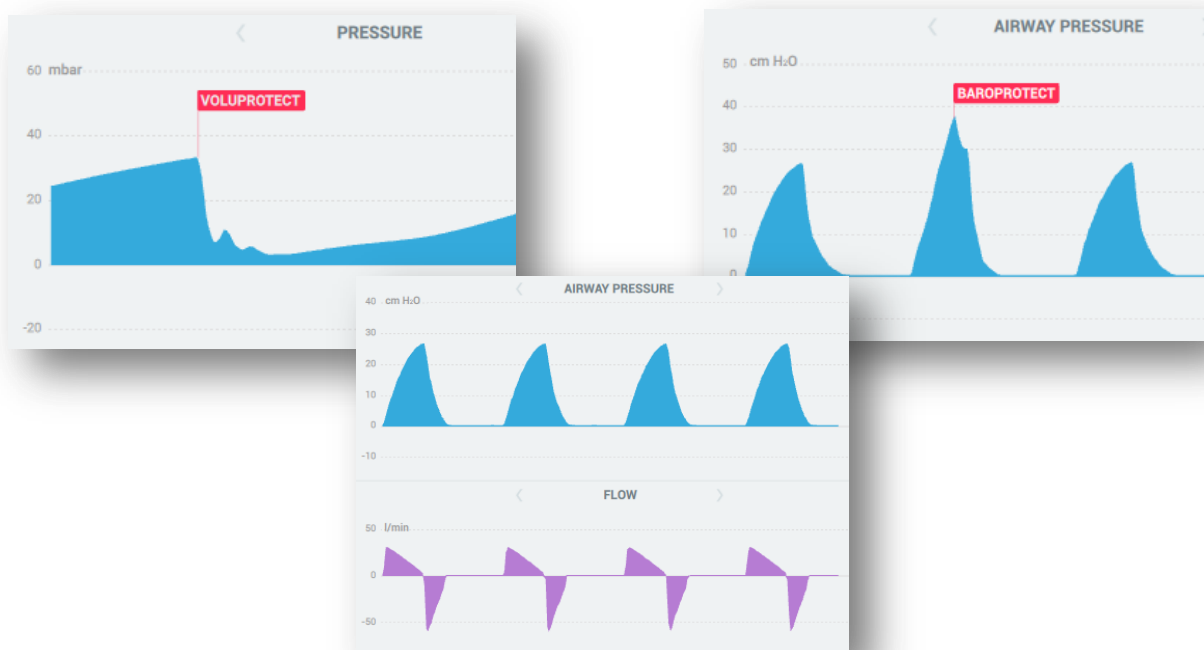 PRESSURE
60 mbar
VOLUPROTECT
40
20
0
-20
AIRWAY PRESSURE
50 cm H₂O
BAROPROTECT
40
30
20
10
0
AIRWAY PRESSURE
40 cm H₂O
30
20
10
0
-10
FLOW
50 l/min
0
-50